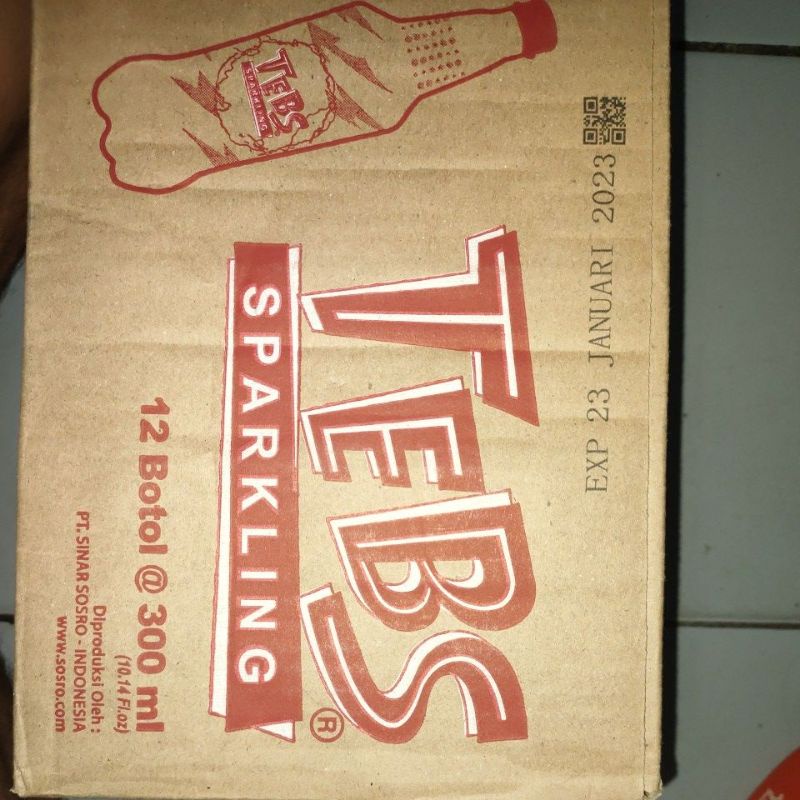 EXP 23 JANUARI 2023
TEBS
SPARKLING
TEBS ®
SPARKLING
12 Botol @ 300 ml
(10.14 Fl.oz)
Diproduksi Oleh :
PT. SINAR SOSRO - INDONESIA
www.sosro.com